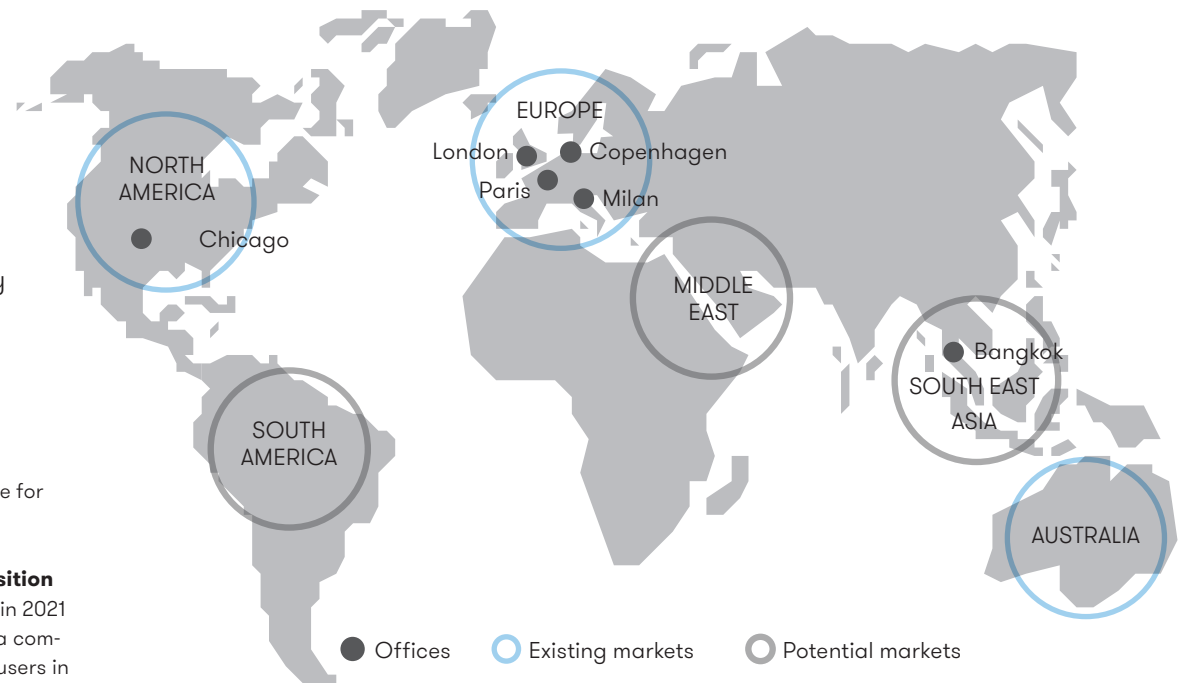 EUROPE
London
Copenhagen
Paris
Milan
NORTH
AMERICA
Chicago
y
MIDDLE
EAST
Bangkok
SOUTH EAST
ASIA
SOUTH
AMERICA
e for
AUSTRALIA
sition
in 2021
a com-
users in
Offices
Existing markets
Potential markets